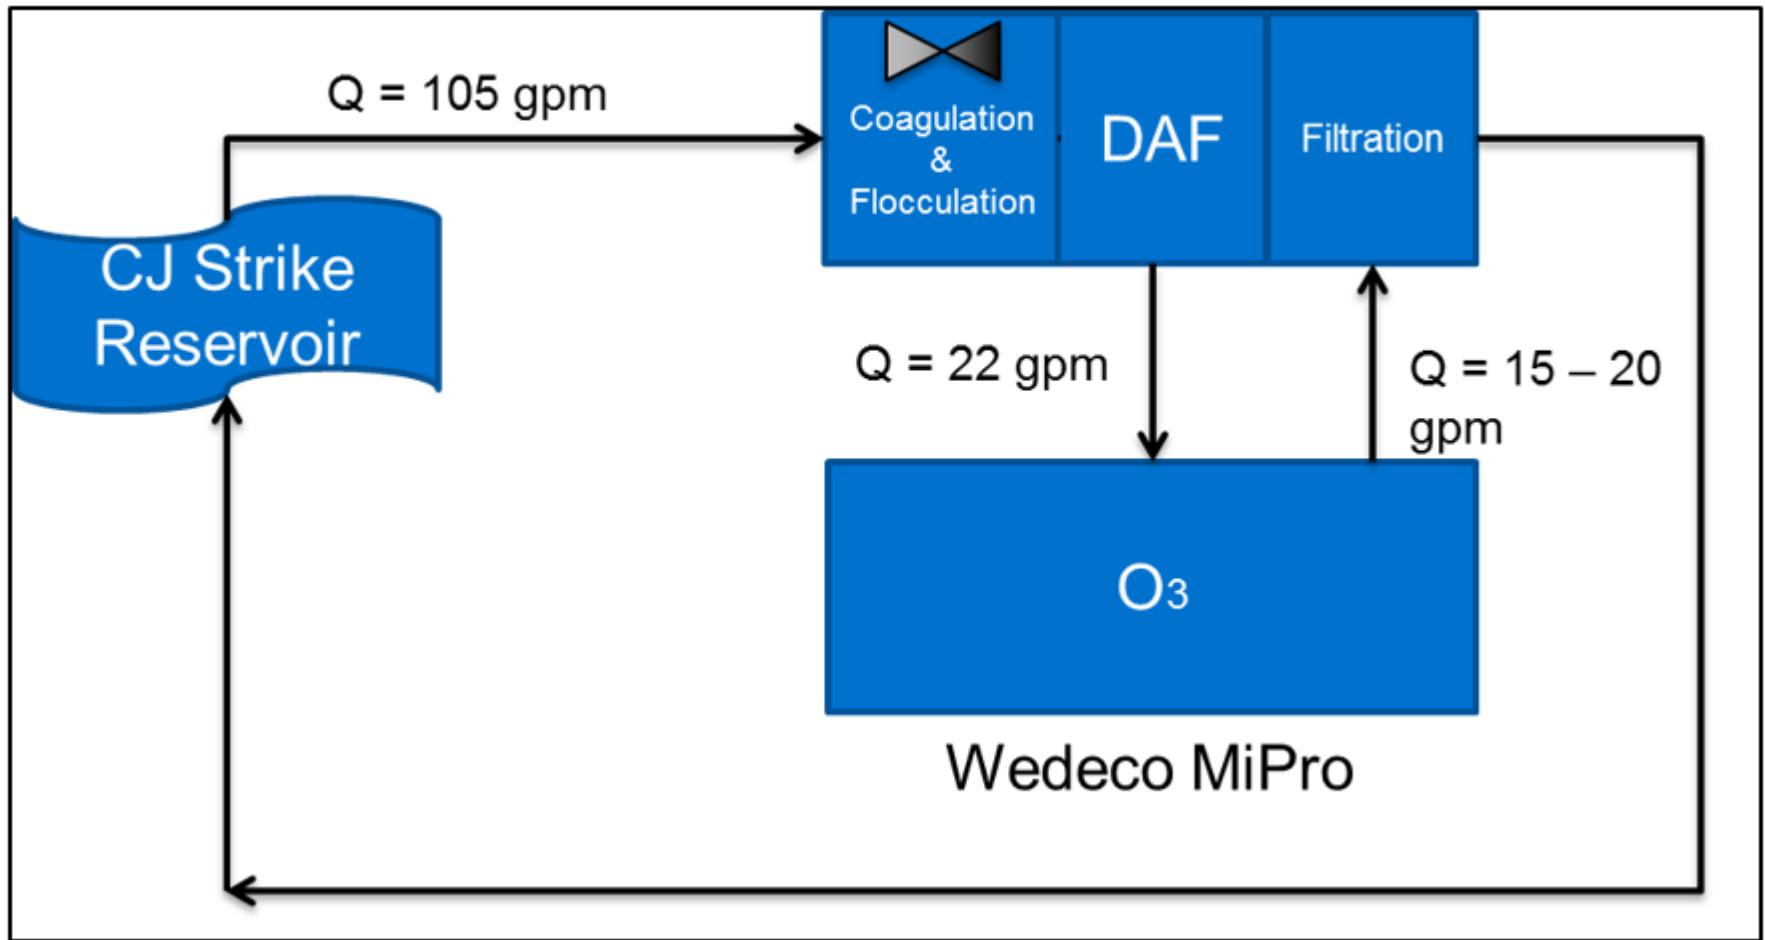 Q = 105 gpm
Coagulation
&
Flocculation
DAF
Filtration
CJ Strike
Reservoir
Q = 22 gpm
Q = 15 – 20
gpm
O3
Wedeco MiPro